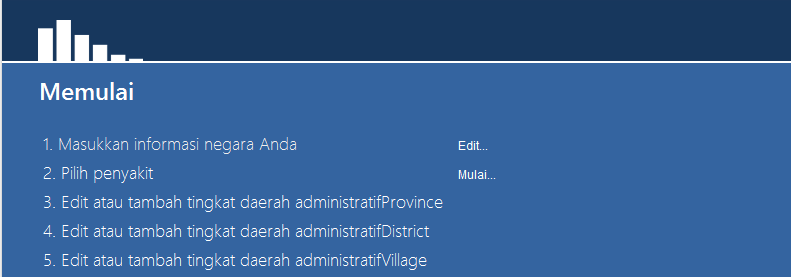 Memulai
1. Masukkan informasi negara Anda Edit...
2. Pilih penyakit Mulai...
3. Edit atau tambah tingkat daerah administratifProvince
4. Edit atau tambah tingkat daerah administratifDistrict
5. Edit atau tambah tingkat daerah administratifVillage